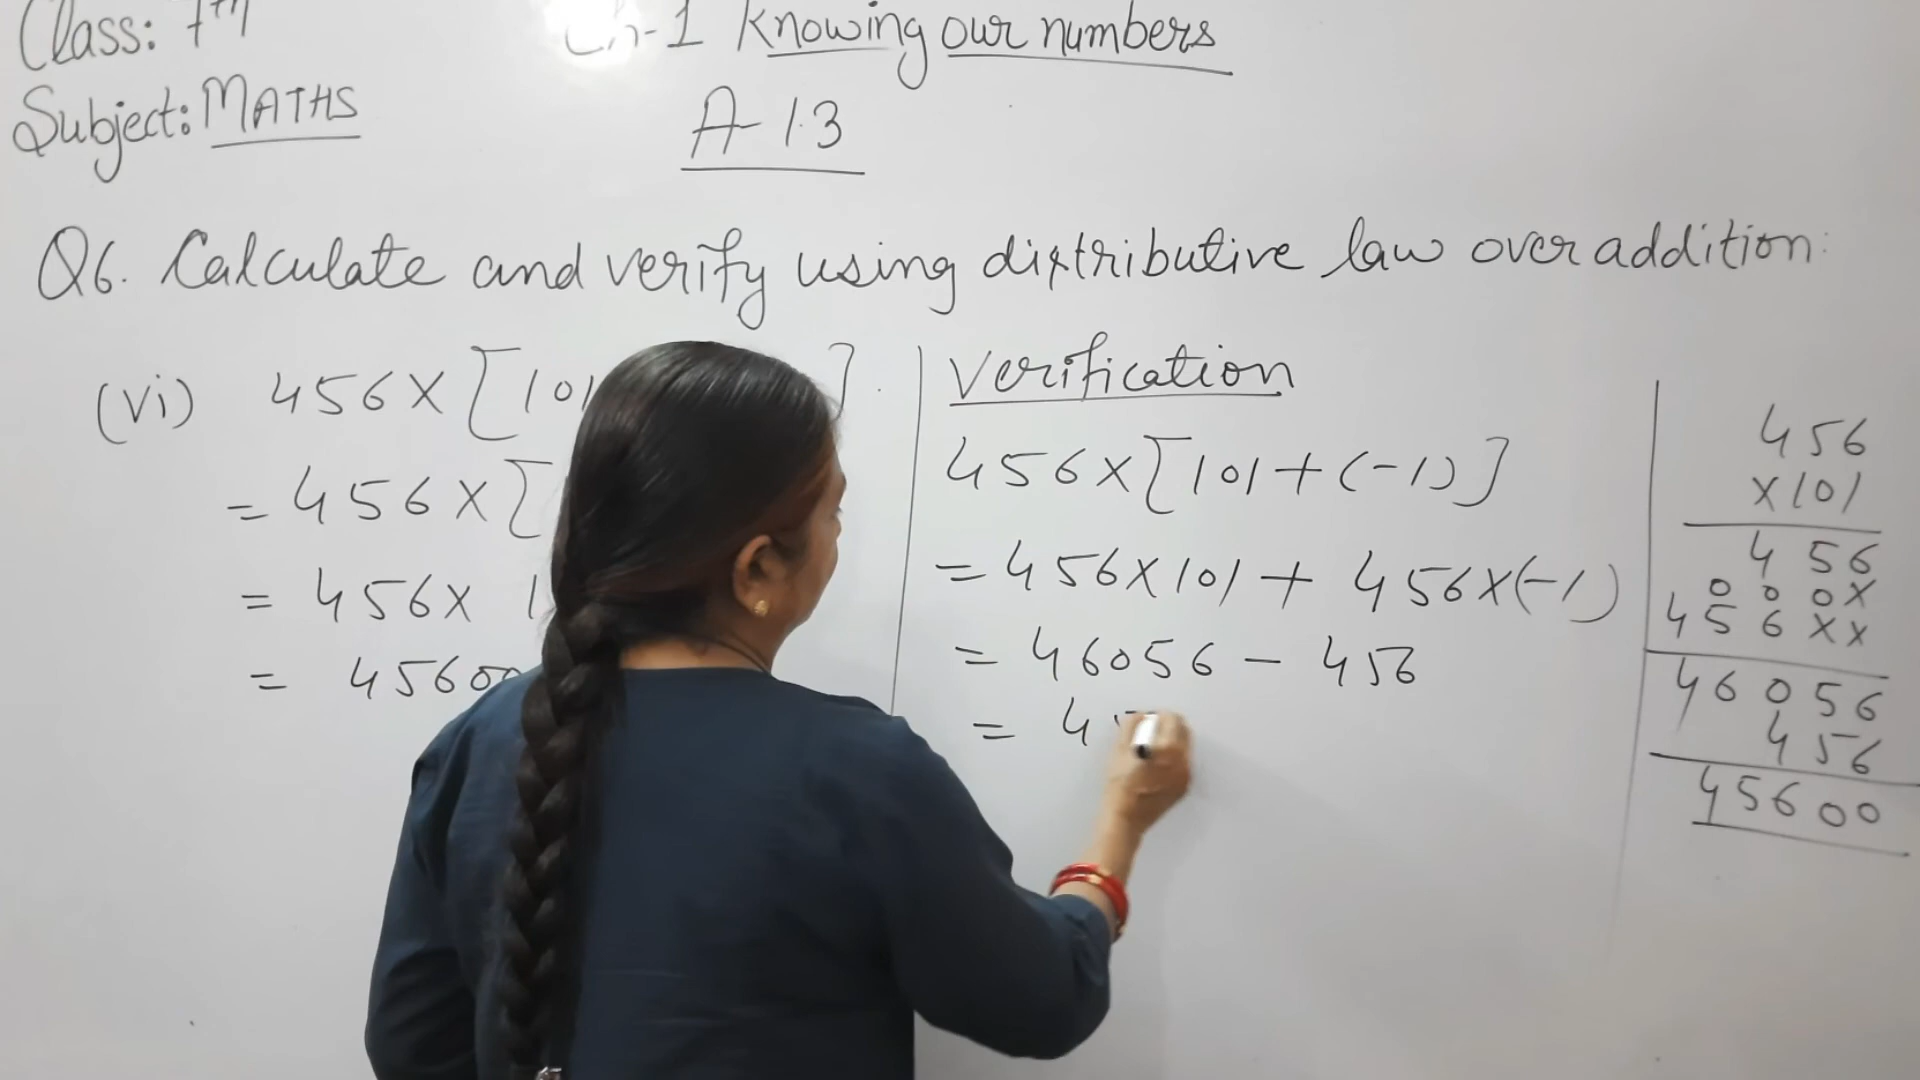 Class: 7th
Ch-1 Knowing our numbers
Subject: MATHS
A-1.3
Q6. Calculate and verify using distributive law over addition:
(vi) 456 × [101 ]
= 456 × [
= 456 ×
= 45600
Verification
456 × [101 + (-1)]
= 456 × 101 + 456 × (-1)
= 46056 - 456
= 4
456
×101
456
000×
456××
46056
456
45600